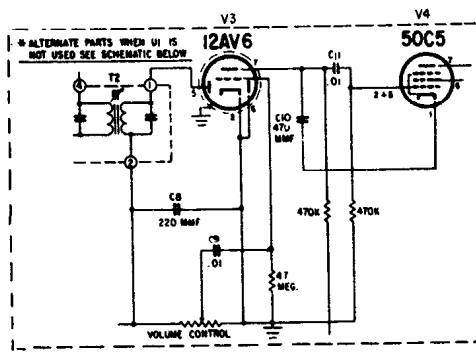 V3
V4
* ALTERNATE PARTS WHEN U1 IS
NOT USED SEE SCHEMATIC BELOW
12AV6
50C5
T2
4
1
2
5
7
2
6
C11
.01
7
6
2 & 5
1
C10
470
MMF
C8
220 MMF
C9
.01
470K
470K
47
MEG.
VOLUME CONTROL